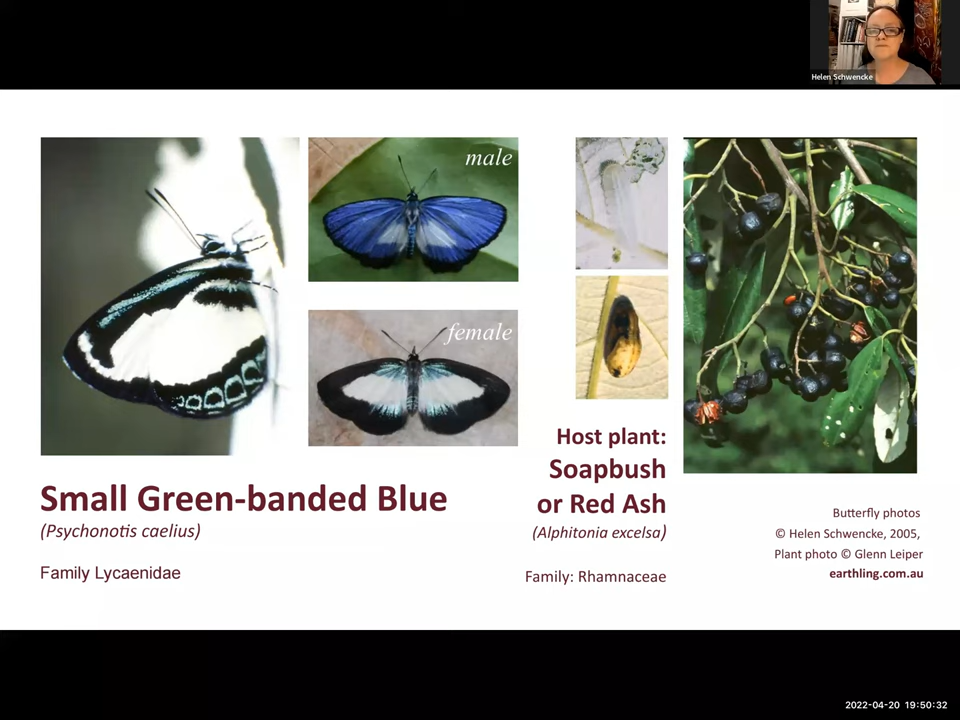 Helen Schwencke
male
female
Small Green-banded Blue
(Psychonotis caelius)
Family Lycaenidae
Host plant:
Soapbush
or Red Ash
(Alphitonia excelsa)
Family: Rhamnaceae
Butterfly photos
© Helen Schwencke, 2005,
Plant photo © Glenn Leiper
earthling.com.au
2022-04-20 19:50:32